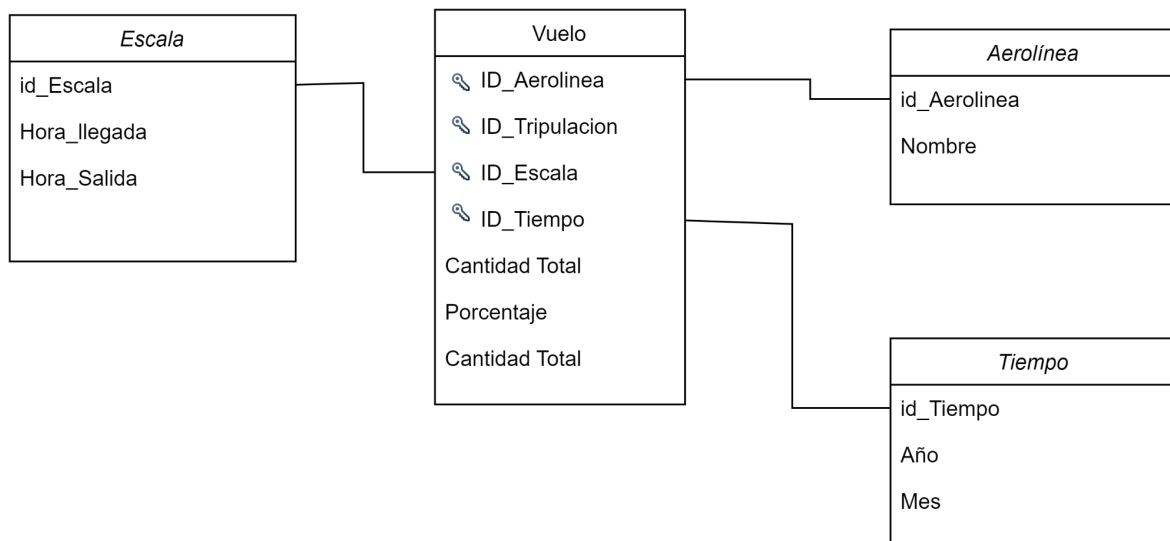 Escala
id_Escala
Hora_llegada
Hora_Salida
Vuelo
ID_Aerolinea
ID_Tripulacion
ID_Escala
ID_Tiempo
Cantidad Total
Porcentaje
Cantidad Total
Aerolínea
id_Aerolinea
Nombre
Tiempo
id_Tiempo
Año
Mes